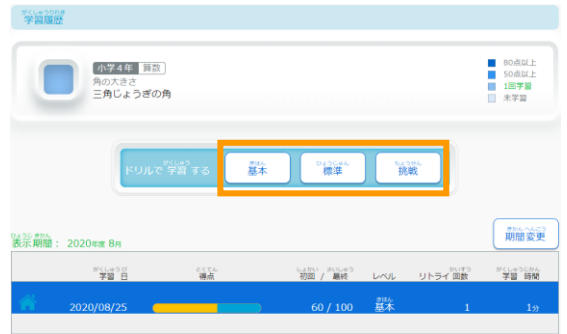 がくしゅうりれき
学習履歴
小学4年 算数
角の大きさ
三角じょうぎの角
80点以上
50点以上
1回学習
未学習
がくしゅう きほん ひょうじゅん ちょうせん
ドリルで 学習 する 基本 標準 挑戦
ひょうじ きかん きかん へんこう
表示 期間： 2020年度 8月 期間 変更
がくしゅう び とくてん しょかい さいしゅう かいすう がくしゅう じかん
学習 日 得点 初回 / 最終 レベル リトライ 回数 学習 時間
きほん
2020/08/25 60 / 100 基本 1 1分